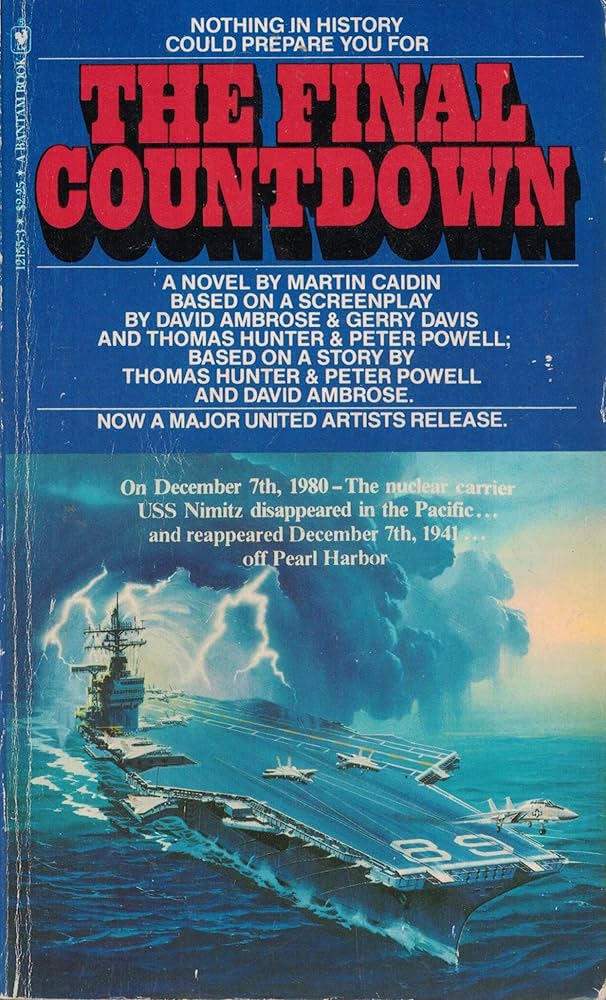 NOTHING IN HISTORY
COULD PREPARE YOU FOR
THE FINAL
COUNTDOWN
A NOVEL BY MARTIN CAIDIN
BASED ON A SCREENPLAY
BY DAVID AMBROSE & GERRY DAVIS
AND THOMAS HUNTER & PETER POWELL;
BASED ON A STORY BY
THOMAS HUNTER & PETER POWELL
AND DAVID AMBROSE.
NOW A MAJOR UNITED ARTISTS RELEASE.
On December 7th, 1980–The nuclear carrier
USS Nimitz disappeared in the Pacific...
and reappeared December 7th, 1941...
off Pearl Harbor
68
12155-3 ★ $2.25 ★ A BANTAM BOOK